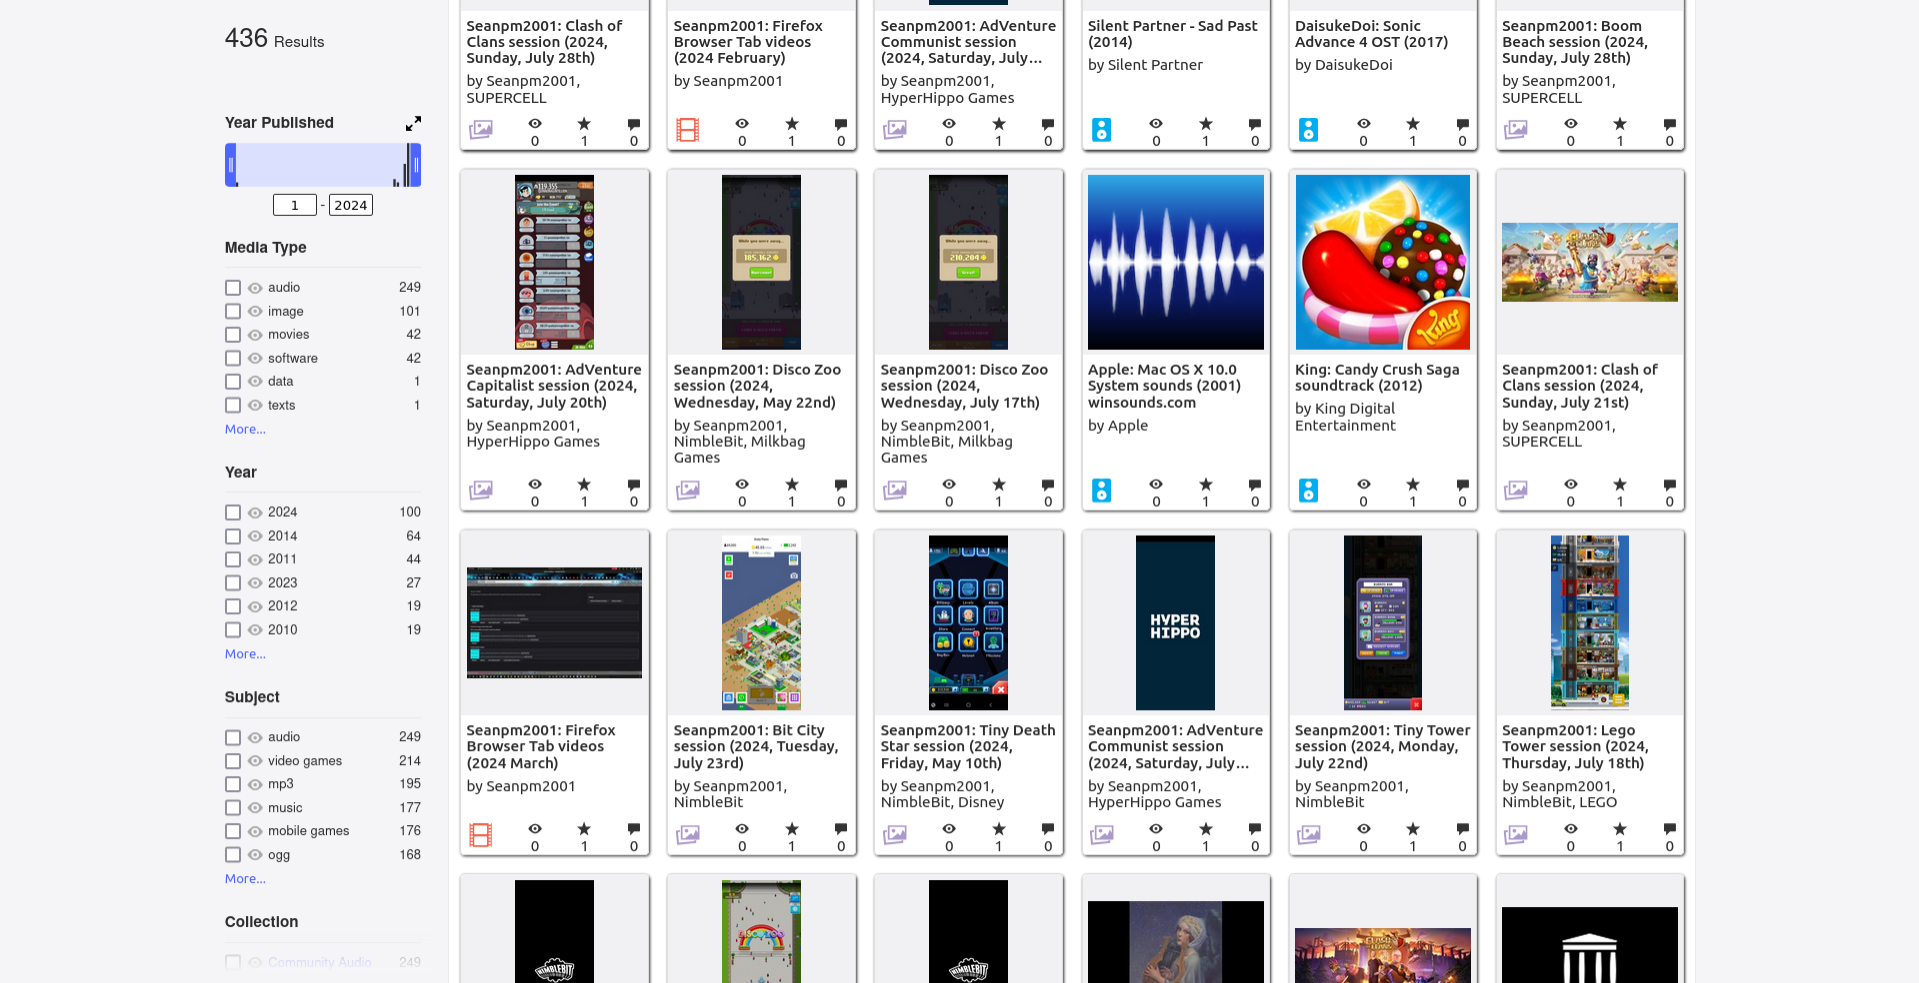 436 Results
Year Published
1 - 2024
Media Type
audio 249
image 101
movies 42
software 42
data 1
texts 1
More...
Year
2024 100
2014 64
2011 44
2023 27
2012 19
2010 19
More...
Subject
audio 249
video games 214
mp3 195
music 177
mobile games 176
ogg 168
More...
Collection
Community Audio 249
Seanpm2001: Clash of
Clans session (2024,
Sunday, July 28th)
by Seanpm2001,
SUPERCELL
0 1 0
Seanpm2001: Firefox
Browser Tab videos
(2024 February)
by Seanpm2001
0 1 0
Seanpm2001: AdVenture
Communist session
(2024, Saturday, July...
by Seanpm2001,
HyperHippo Games
0 1 0
Silent Partner - Sad Past
(2014)
by Silent Partner
0 1 0
DaisukeDoi: Sonic
Advance 4 OST (2017)
by DaisukeDoi
0 1 0
Seanpm2001: Boom
Beach session (2024,
Sunday, July 28th)
by Seanpm2001,
SUPERCELL
0 1 0
Seanpm2001: AdVenture
Capitalist session (2024,
Saturday, July 20th)
by Seanpm2001,
HyperHippo Games
0 1 0
While you were away...
105,162
Seanpm2001: Disco Zoo
session (2024,
Wednesday, May 22nd)
by Seanpm2001,
NimbleBit, Milkbag
Games
0 1 0
While you were away...
210,204
Seanpm2001: Disco Zoo
session (2024,
Wednesday, July 17th)
by Seanpm2001,
NimbleBit, Milkbag
Games
0 1 0
Apple: Mac OS X 10.0
System sounds (2001)
winsounds.com
by Apple
0 1 0
King
King: Candy Crush Saga
soundtrack (2012)
by King Digital
Entertainment
0 1 0
Seanpm2001: Clash of
Clans session (2024,
Sunday, July 21st)
by Seanpm2001,
SUPERCELL
0 1 0
Seanpm2001: Firefox
Browser Tab videos
(2024 March)
by Seanpm2001
0 1 0
Seanpm2001: Bit City
session (2024, Tuesday,
July 23rd)
by Seanpm2001,
NimbleBit
0 1 0
Seanpm2001: Tiny Death
Star session (2024,
Friday, May 10th)
by Seanpm2001,
NimbleBit, Disney
0 1 0
HYPER
HIPPO
Seanpm2001: AdVenture
Communist session
(2024, Saturday, July...
by Seanpm2001,
HyperHippo Games
0 1 0
Seanpm2001: Tiny Tower
session (2024, Monday,
July 22nd)
by Seanpm2001,
NimbleBit
0 1 0
Seanpm2001: Lego
Tower session (2024,
Thursday, July 18th)
by Seanpm2001,
NimbleBit, LEGO
0 1 0
NIMBLEBIT
NIMBLEBIT